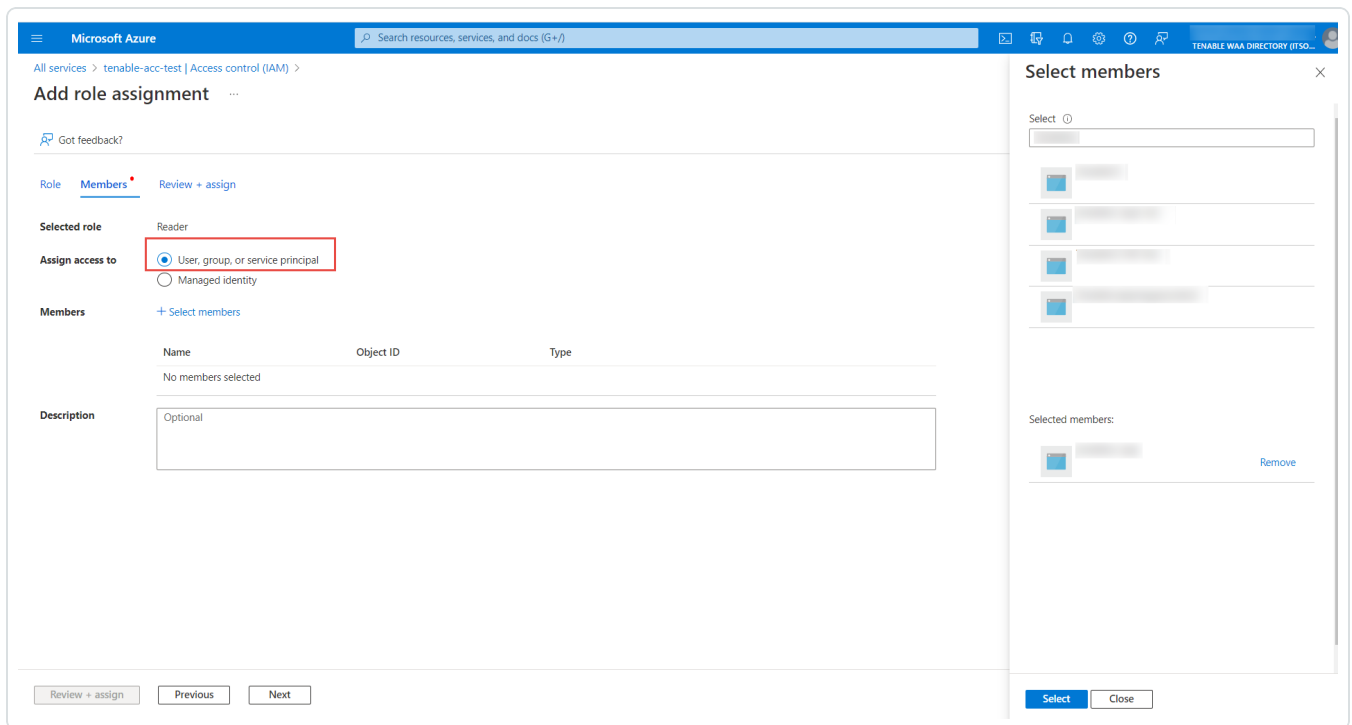 Microsoft Azure
Search resources, services, and docs (G+/)
TENABLE WAA DIRECTORY (ITSO...
All services > tenable-acc-test | Access control (IAM) >
Add role assignment ...
Got feedback?
Role Members Review + assign
Selected role Reader
Assign access to User, group, or service principal
Managed identity
Members + Select members
Name Object ID Type
No members selected
Description Optional
Review + assign Previous Next
Select members
Select
Selected members:
Remove
Select Close